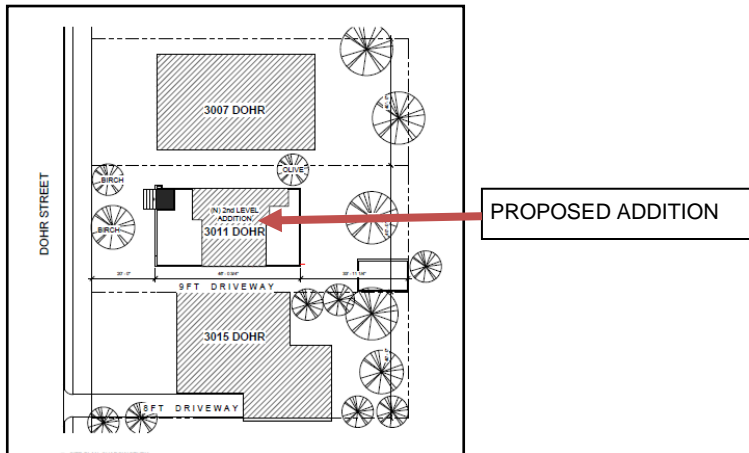 3007 DOHR
BIRCH
OLIVE
DOHR STREET
(N) 2nd LEVEL
ADDITION
3011 DOHR
PROPOSED ADDITION
BIRCH
9FT DRIVEWAY
3015 DOHR
8FT DRIVEWAY